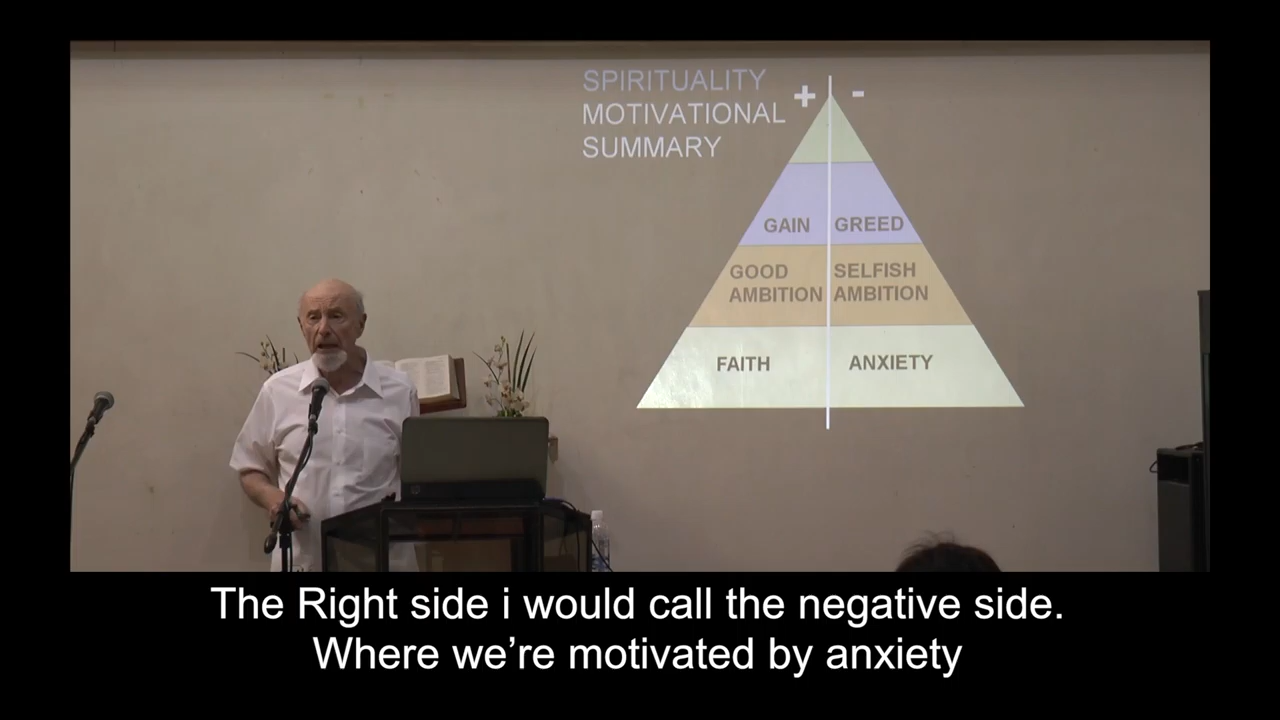 SPIRITUALITY
MOTIVATIONAL
SUMMARY
+ -
GAIN GREED
GOOD SELFISH
AMBITION AMBITION
FAITH ANXIETY
The Right side i would call the negative side.
Where we’re motivated by anxiety